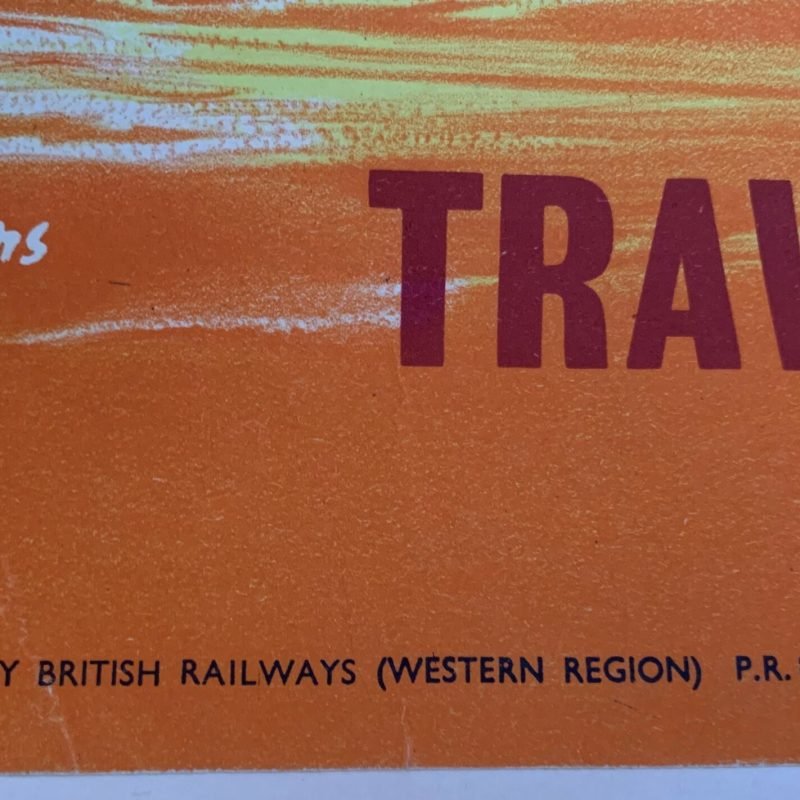 TRAV
Y BRITISH RAILWAYS (WESTERN REGION) P.R.